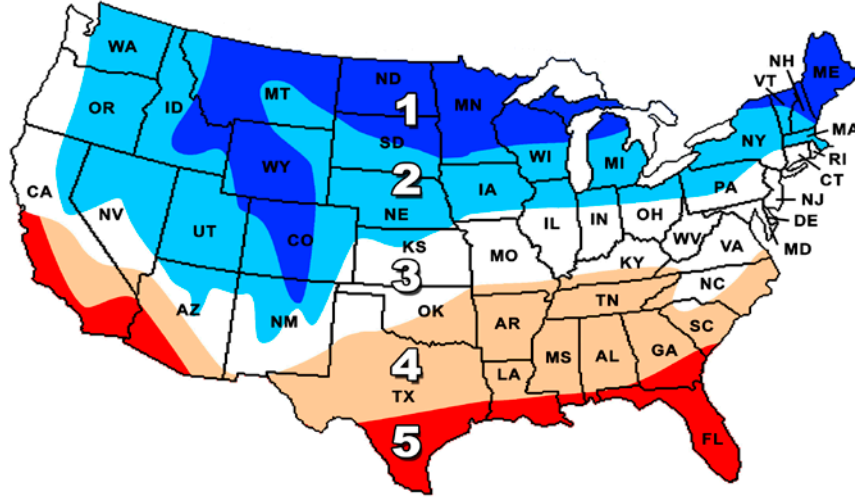 WA
OR
ID
MT
ND
1
MN
SD
WY
2
WI
MI
IA
NE
NY
VT
NH
ME
MA
RI
CT
NJ
DE
MD
PA
CA
NV
UT
CO
KS
3
MO
IL
IN
OH
WV
VA
KY
NC
AZ
NM
OK
AR
TN
SC
4
TX
LA
MS
AL
GA
5
FL